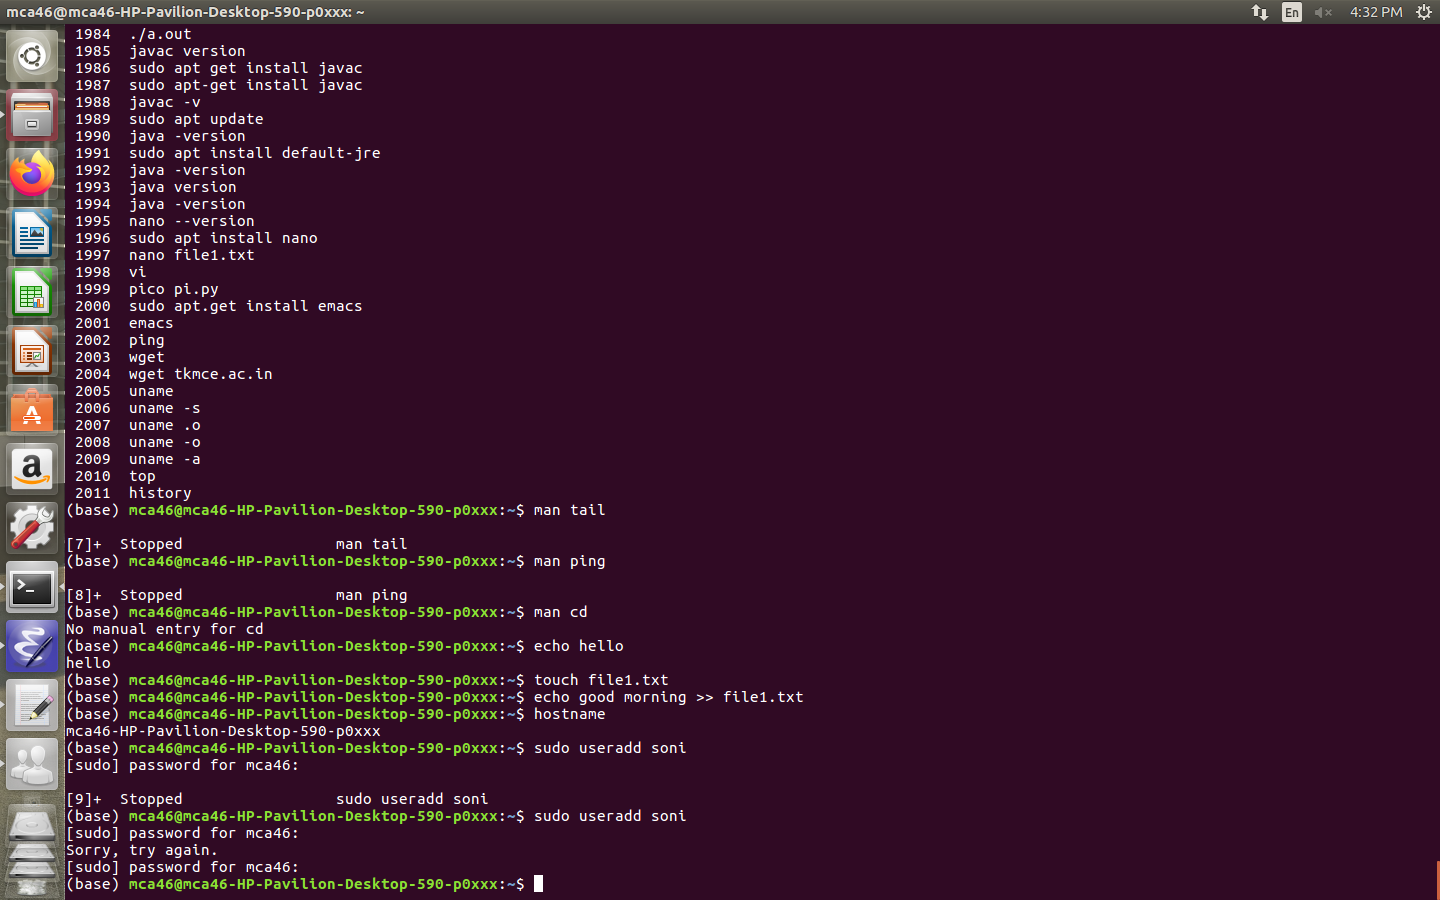 mca46@mca46-HP-Pavilion-Desktop-590-p0xxx: ~
En
4:32 PM
1984  ./a.out
1985  javac version
1986  sudo apt get install javac
1987  sudo apt-get install javac
1988  javac -v
1989  sudo apt update
1990  java -version
1991  sudo apt install default-jre
1992  java -version
1993  java version
1994  java -version
1995  nano --version
1996  sudo apt install nano
1997  nano file1.txt
1998  vi
1999  pico pi.py
2000  sudo apt.get install emacs
2001  emacs
2002  ping
2003  wget
2004  wget tkmce.ac.in
2005  uname
2006  uname -s
2007  uname .o
2008  uname -o
2009  uname -a
2010  top
2011  history
(base) mca46@mca46-HP-Pavilion-Desktop-590-p0xxx:~$ man tail
[7]+  Stopped                 man tail
(base) mca46@mca46-HP-Pavilion-Desktop-590-p0xxx:~$ man ping
[8]+  Stopped                 man ping
(base) mca46@mca46-HP-Pavilion-Desktop-590-p0xxx:~$ man cd
No manual entry for cd
(base) mca46@mca46-HP-Pavilion-Desktop-590-p0xxx:~$ echo hello
hello
(base) mca46@mca46-HP-Pavilion-Desktop-590-p0xxx:~$ touch file1.txt
(base) mca46@mca46-HP-Pavilion-Desktop-590-p0xxx:~$ echo good morning >> file1.txt
(base) mca46@mca46-HP-Pavilion-Desktop-590-p0xxx:~$ hostname
mca46-HP-Pavilion-Desktop-590-p0xxx
(base) mca46@mca46-HP-Pavilion-Desktop-590-p0xxx:~$ sudo useradd soni
[sudo] password for mca46:
[9]+  Stopped                 sudo useradd soni
(base) mca46@mca46-HP-Pavilion-Desktop-590-p0xxx:~$ sudo useradd soni
[sudo] password for mca46:
Sorry, try again.
[sudo] password for mca46:
(base) mca46@mca46-HP-Pavilion-Desktop-590-p0xxx:~$